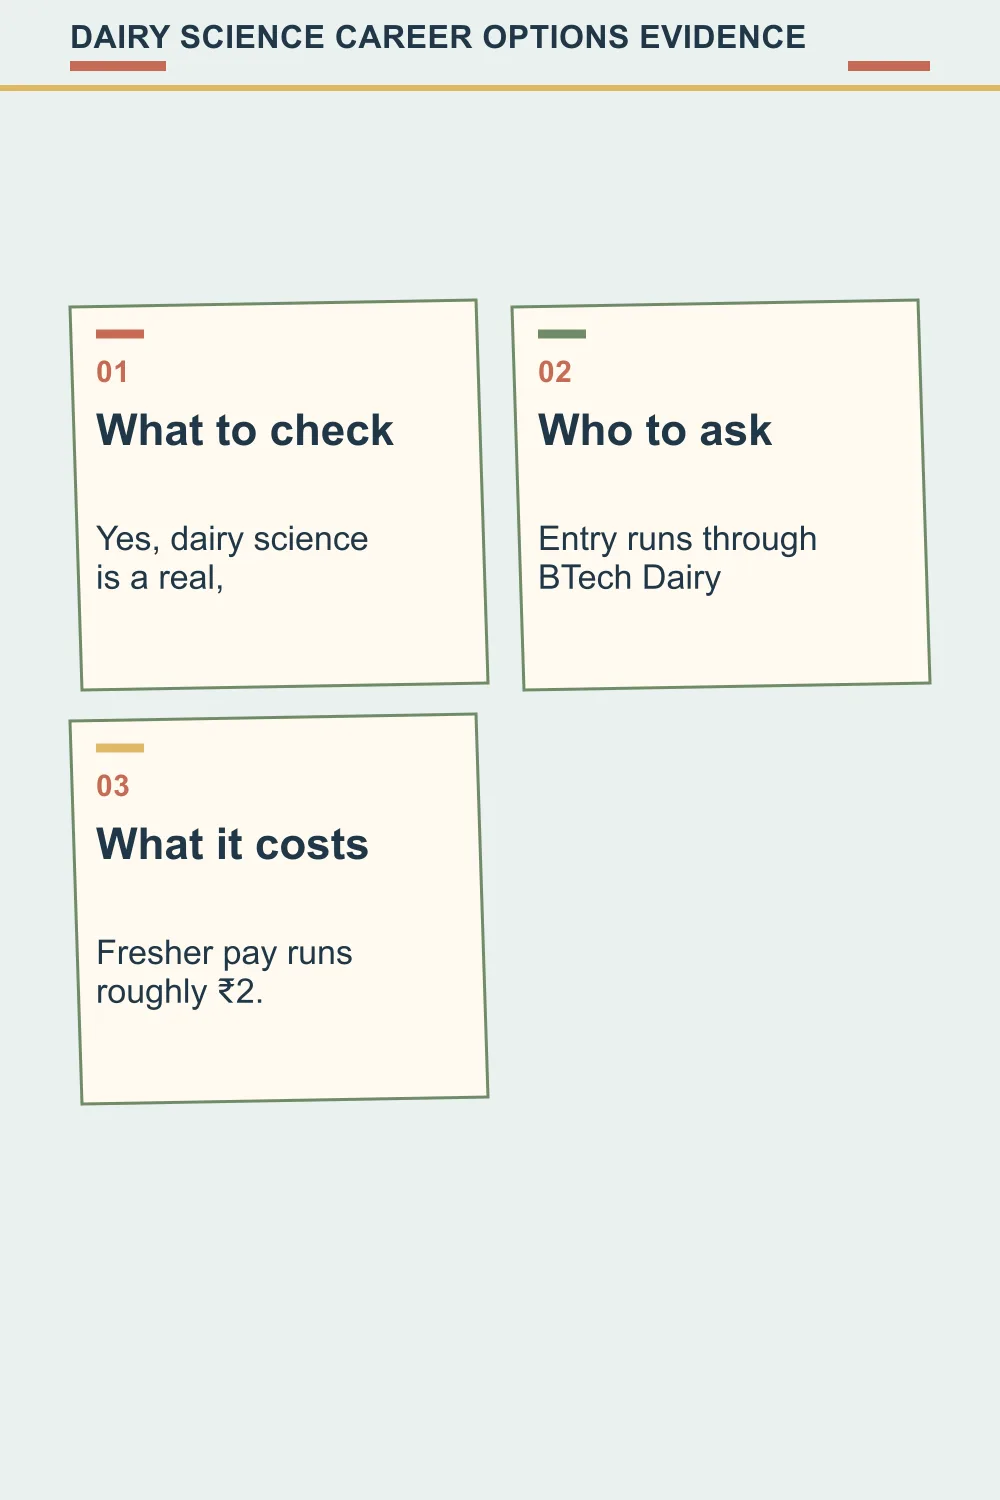 DAIRY SCIENCE CAREER OPTIONS EVIDENCE
01
What to check
Yes, dairy science
is a real,
02
Who to ask
Entry runs through
BTech Dairy
03
What it costs
Fresher pay runs
roughly ₹2.